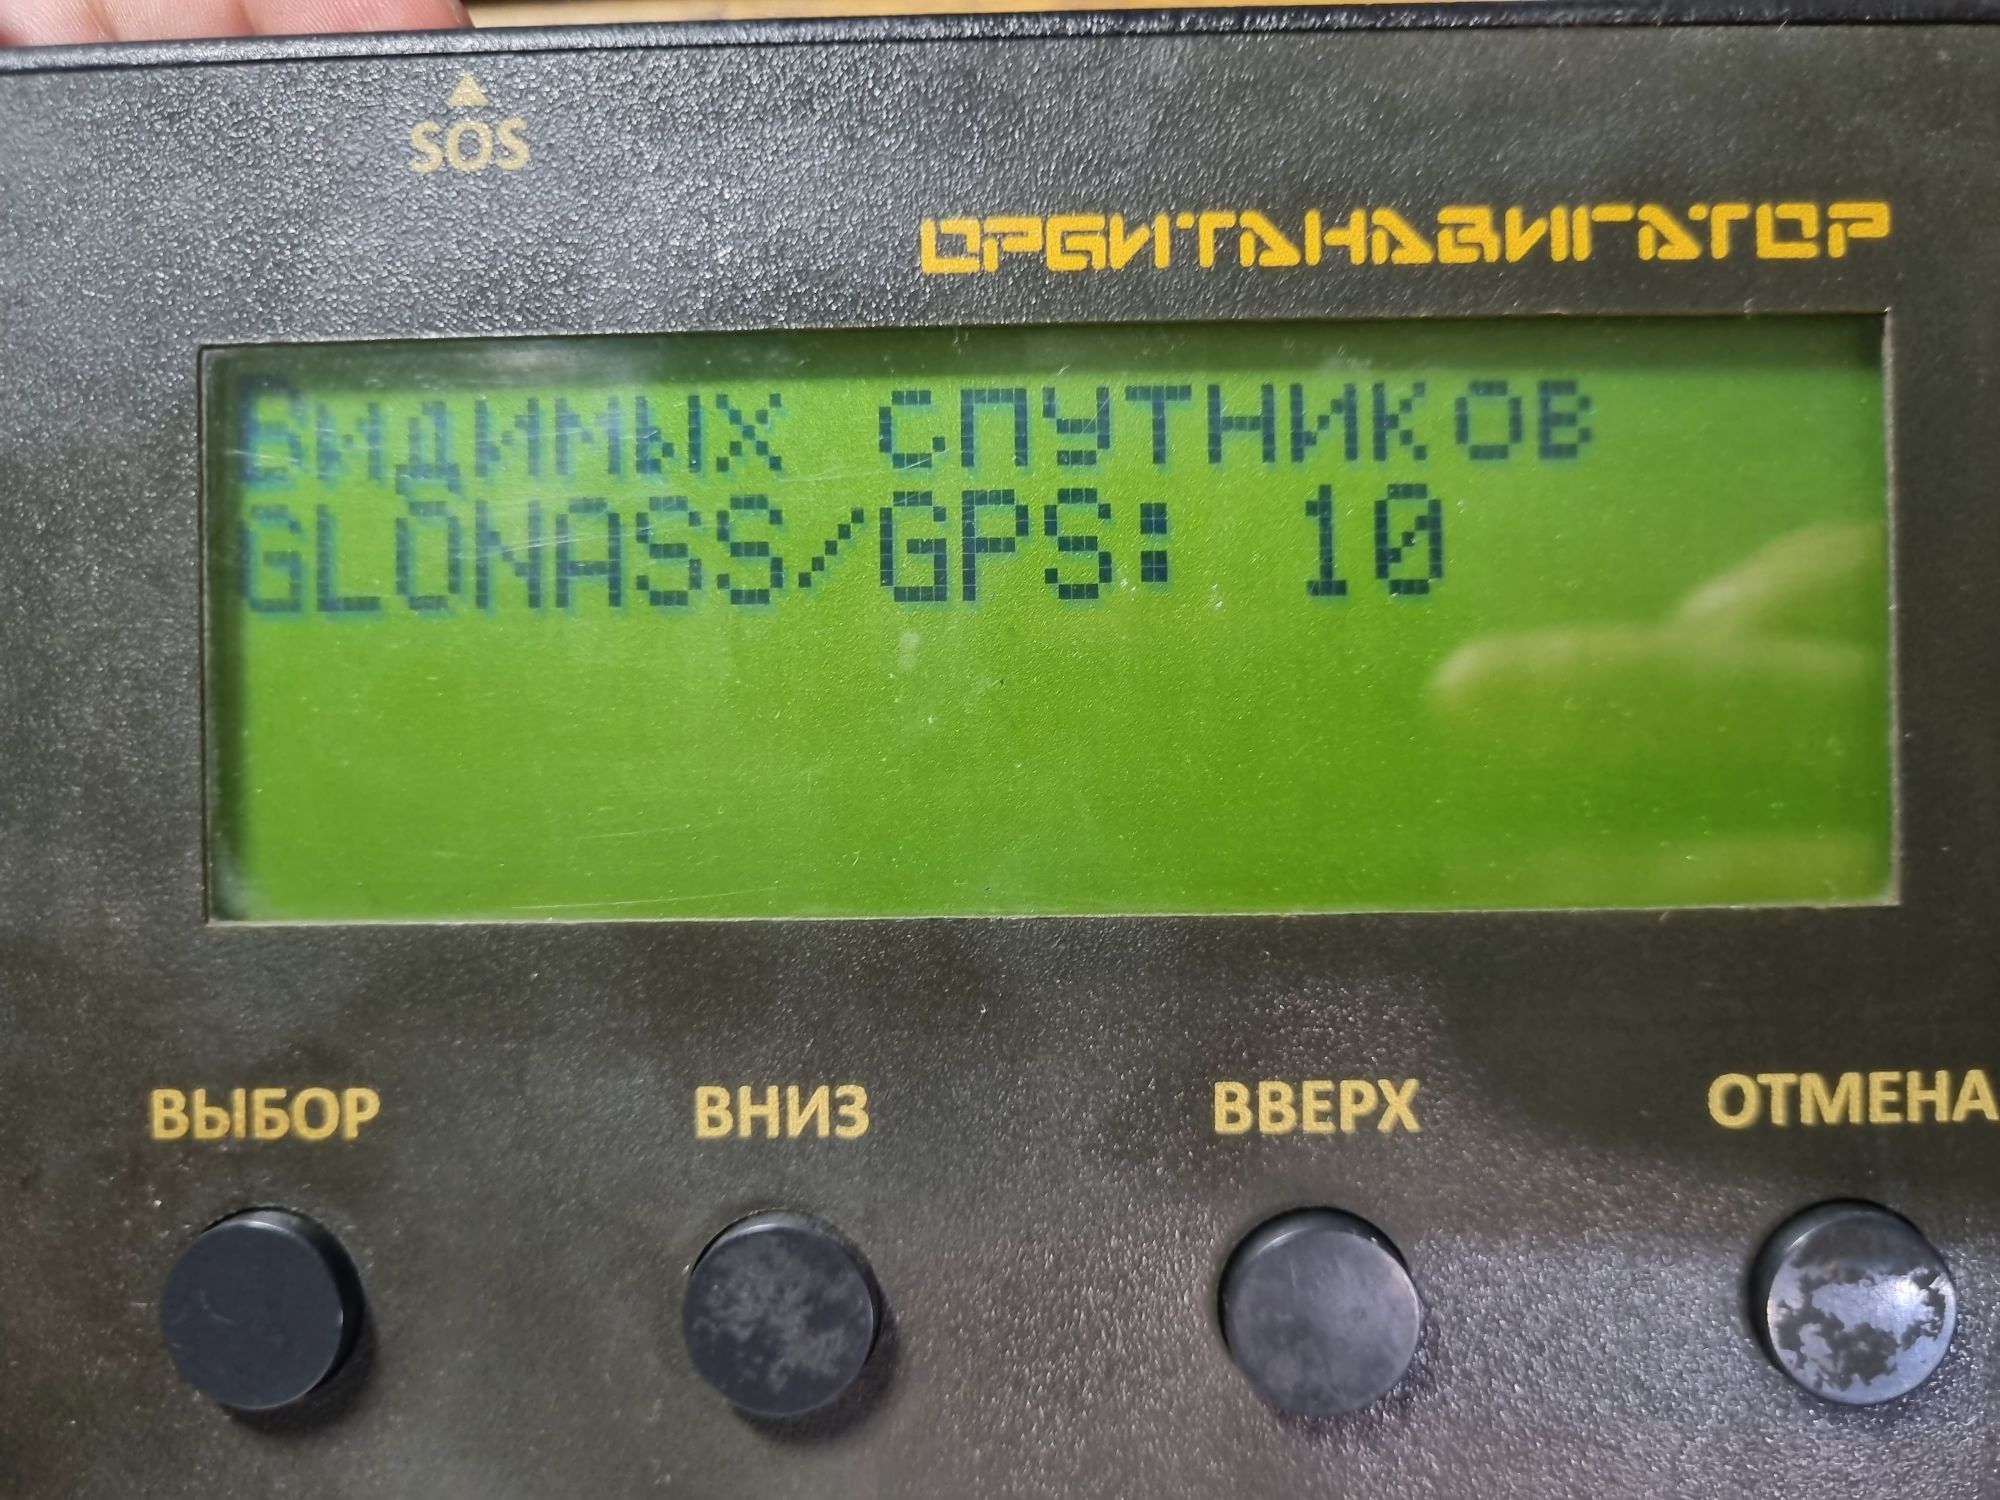 SOS
ОРБИТАНАВИГАТОР
Видимых спутников
GLONASS/GPS: 10
ВЫБОР ВНИЗ ВВЕРХ ОТМЕНА